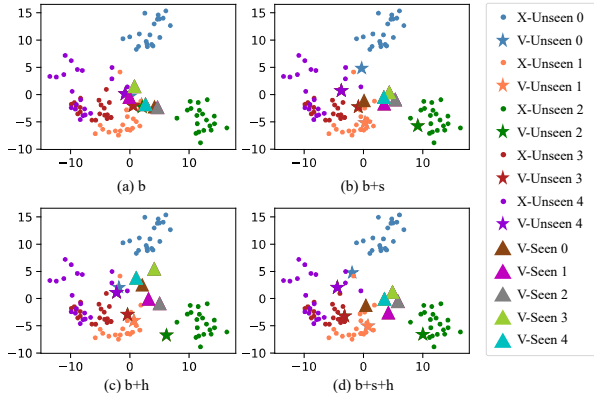 15
10
5
0
−5
−10
−10
0
10
(a) b
15
10
5
0
−5
−10
−10
0
10
(b) b+s
15
10
5
0
−5
−10
−10
0
10
(c) b+h
15
10
5
0
−5
−10
−10
0
10
(d) b+s+h
X-Unseen 0
V-Unseen 0
X-Unseen 1
V-Unseen 1
X-Unseen 2
V-Unseen 2
X-Unseen 3
V-Unseen 3
X-Unseen 4
V-Unseen 4
V-Seen 0
V-Seen 1
V-Seen 2
V-Seen 3
V-Seen 4